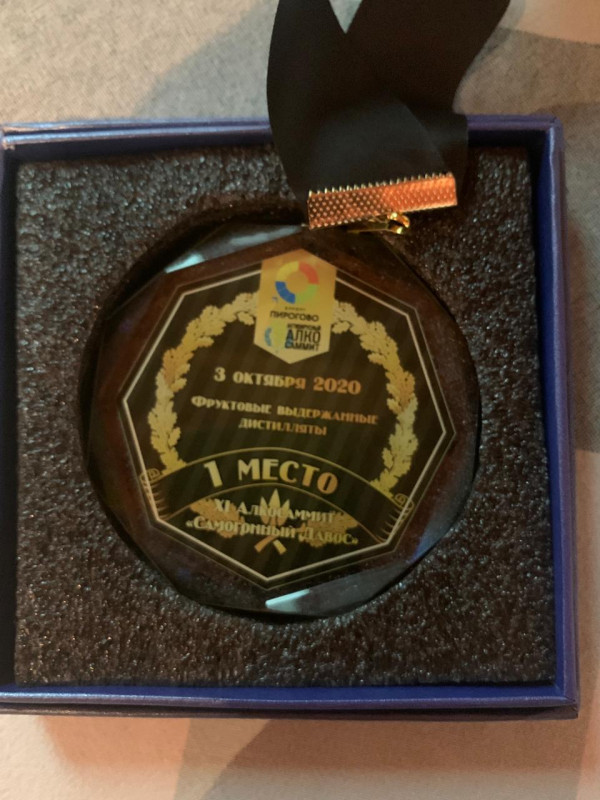 ПИРОГОВО
АЛКО
САММИТ
3 ОКТЯБРЯ 2020
ФРУКТОВЫЕ ВЫДЕРЖАННЫЕ
ДИСТИЛЛЯТЫ
1 МЕСТО
XI АЛКОСАММИТ
«САМОГОННЫЙ ДАВОС»